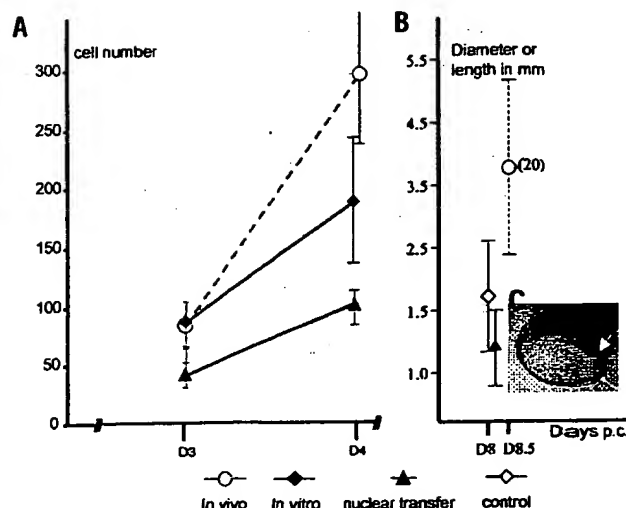 A
cell number
300
250
200
150
100
50
0
D3
D4
B
Diameter or
length in mm
5.5
4.5
3.5
2.5
1.5
1.0
(20)
C
D8
D8.5
Days p.c.
In vivo
In vitro
nuclear transfer
control